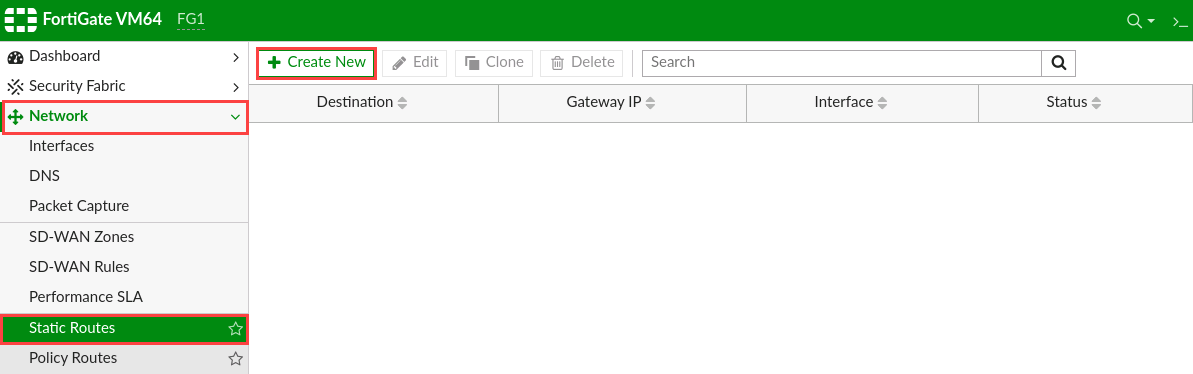 FortiGate VM64 FG1
Dashboard
Security Fabric
Network
Interfaces
DNS
Packet Capture
SD-WAN Zones
SD-WAN Rules
Performance SLA
Static Routes
Policy Routes
Create New Edit Clone Delete Search
Destination Gateway IP Interface Status